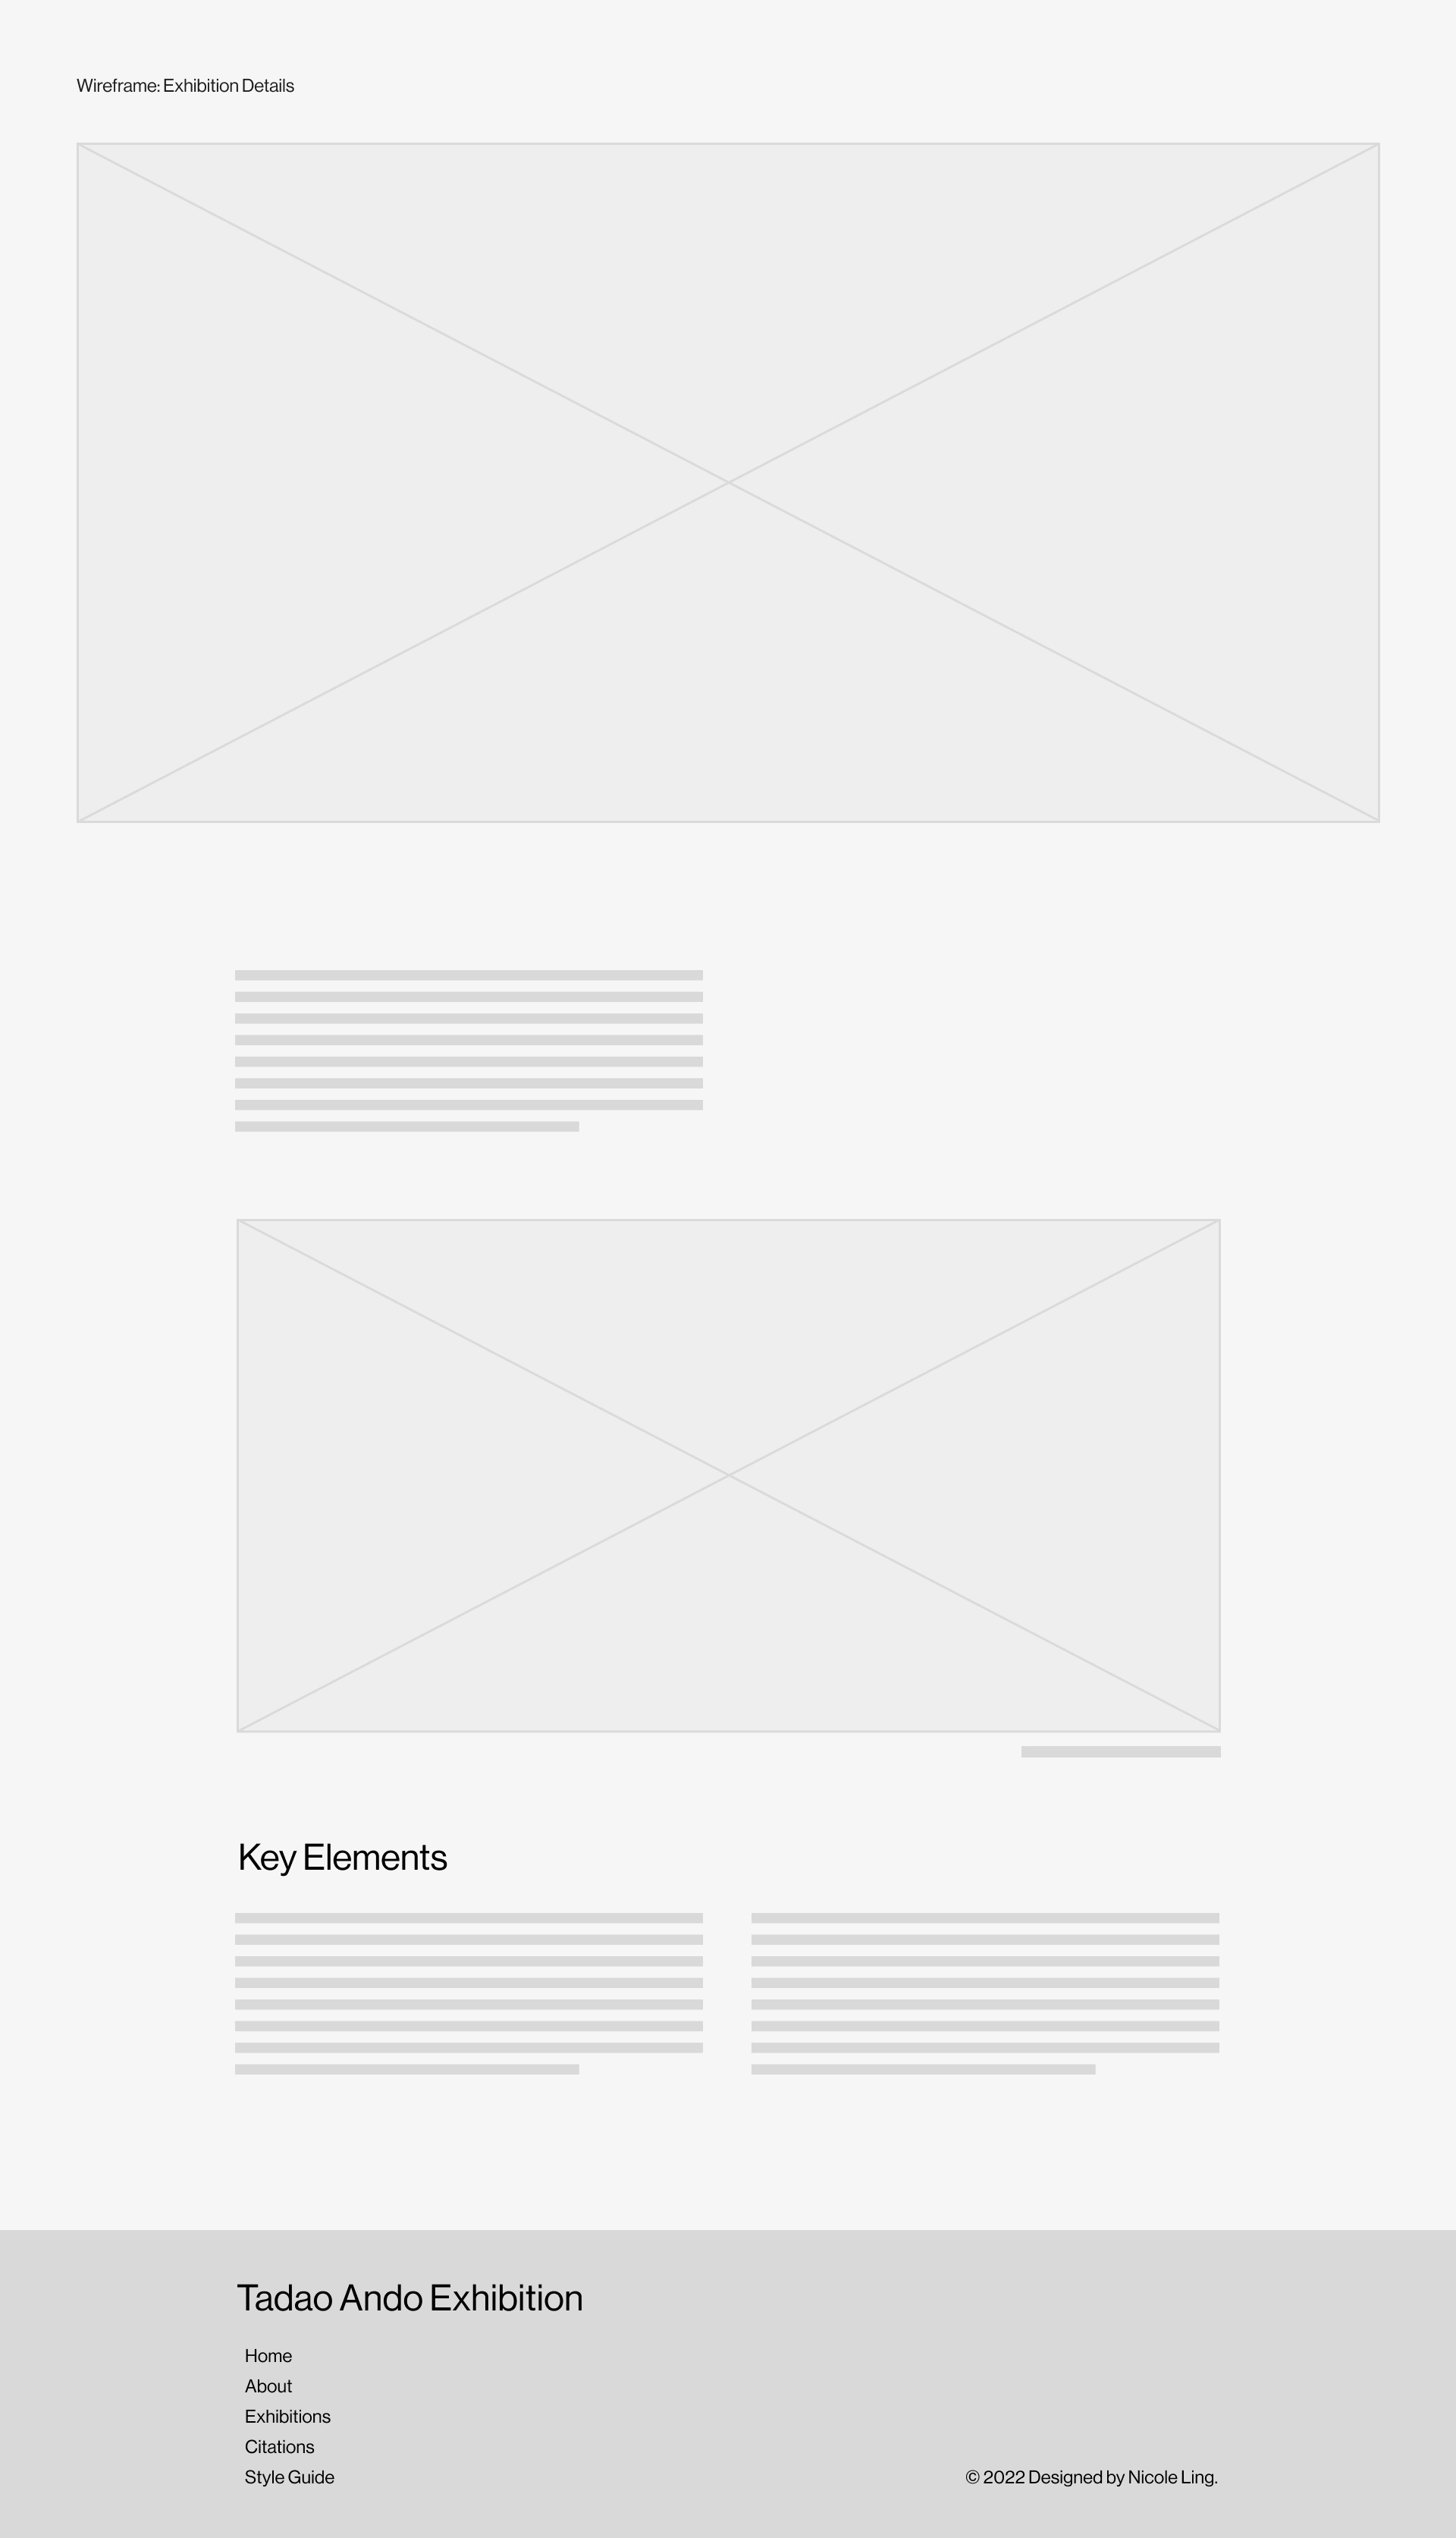 Wireframe: Exhibition Details
Key Elements
Tadao Ando Exhibition
Home
About
Exhibitions
Citations
Style Guide
© 2022 Designed by Nicole Ling.